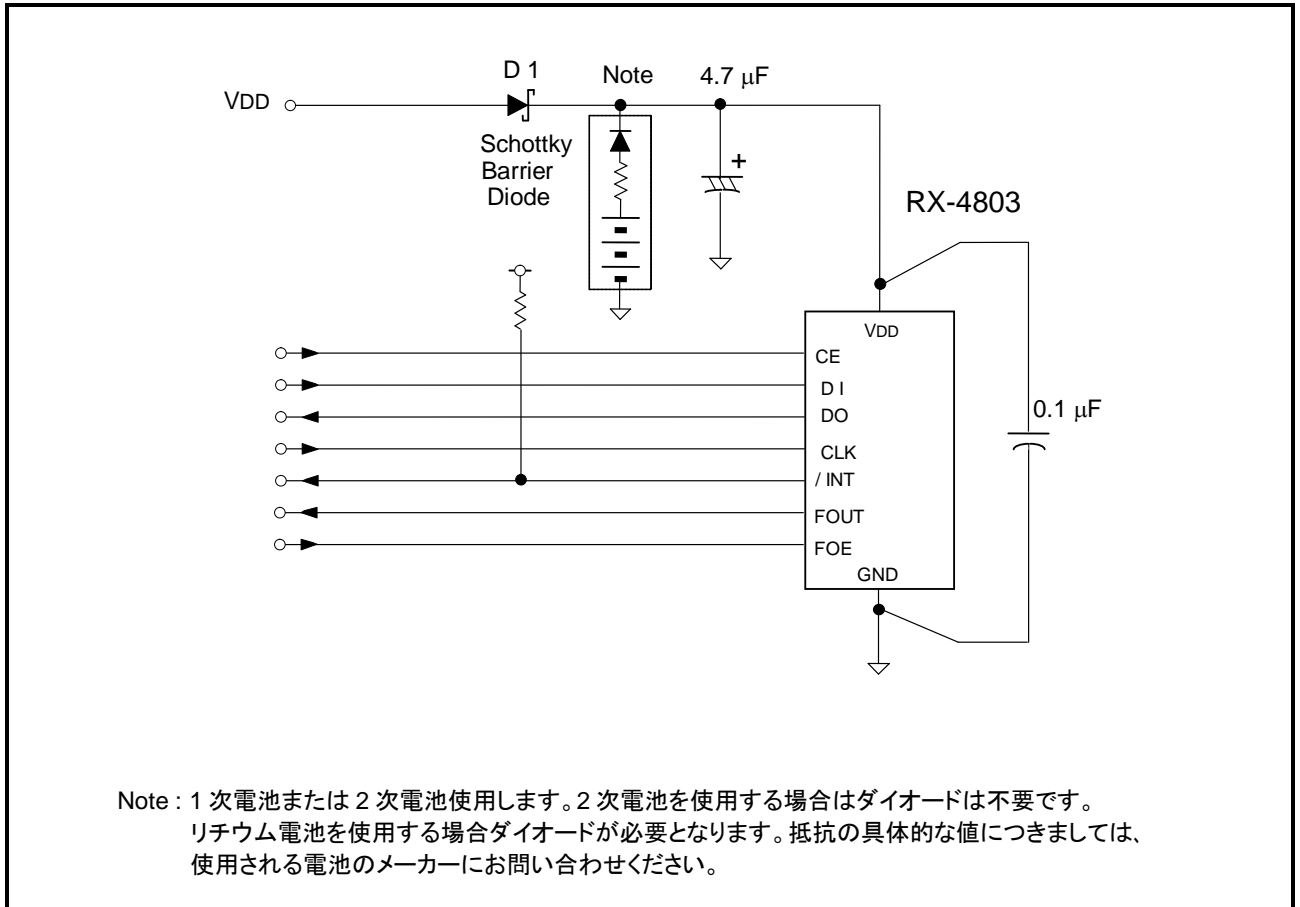 D 1
Note
4.7 μF
VDD
Schottky
Barrier
Diode
+
RX-4803
VDD
CE
D I
DO
CLK
/ INT
FOUT
FOE
GND
0.1 μF
Note : 1 次電池または 2 次電池使用します。2 次電池を使用する場合はダイオードは不要です。
リチウム電池を使用する場合ダイオードが必要となります。抵抗の具体的な値につきましては、
使用される電池のメーカーにお問い合わせください。